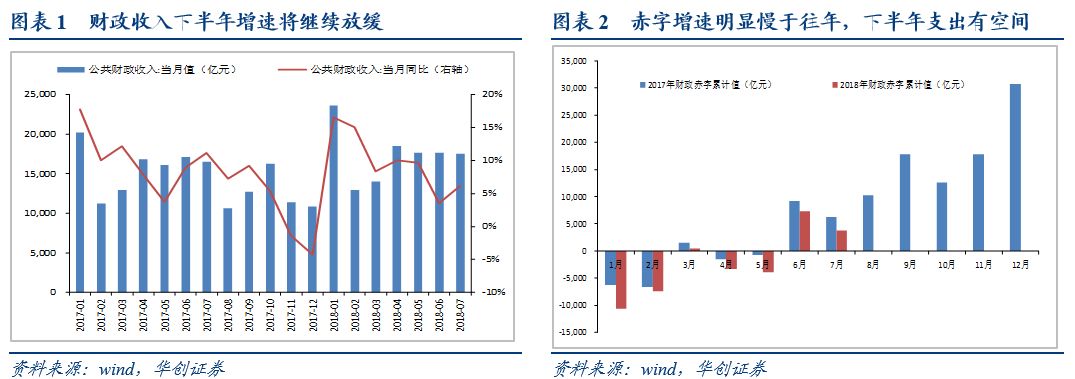 图表 1 财政收入下半年增速将继续放缓
公共财政收入:当月值（亿元）
公共财政收入:当月同比（右轴）
25,000
20,000
15,000
10,000
5,000
0
20%
15%
10%
5%
0%
-5%
-10%
2017-01
2017-02
2017-03
2017-04
2017-05
2017-06
2017-07
2017-08
2017-09
2017-10
2017-11
2017-12
2018-01
2018-02
2018-03
2018-04
2018-05
2018-06
2018-07
资料来源：wind，华创证券
图表 2 赤字增速明显慢于往年，下半年支出有空间
2017年财政赤字累计值（亿元）
2018年财政赤字累计值（亿元）
35,000
30,000
25,000
20,000
15,000
10,000
5,000
0
-5,000
-10,000
-15,000
1月
2月
3月
4月
5月
6月
7月
8月
9月
10月
11月
12月
资料来源：wind，华创证券